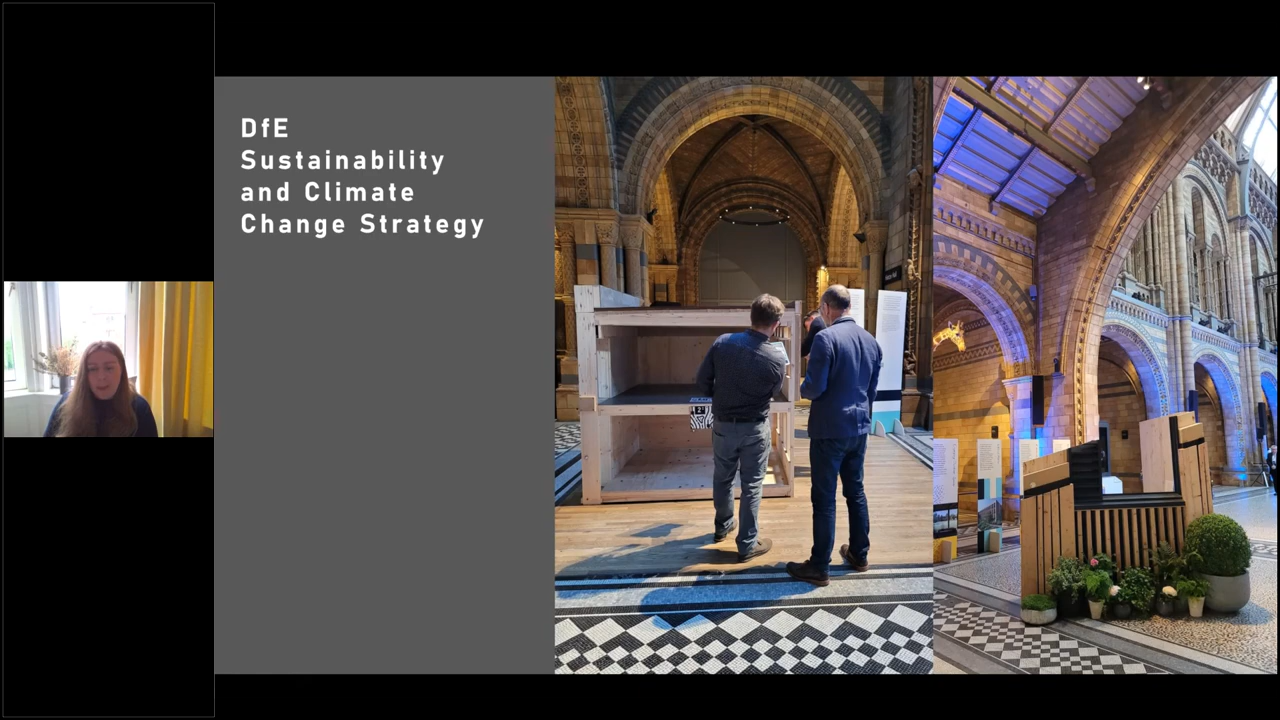 DfE
Sustainability
and Climate
Change Strategy